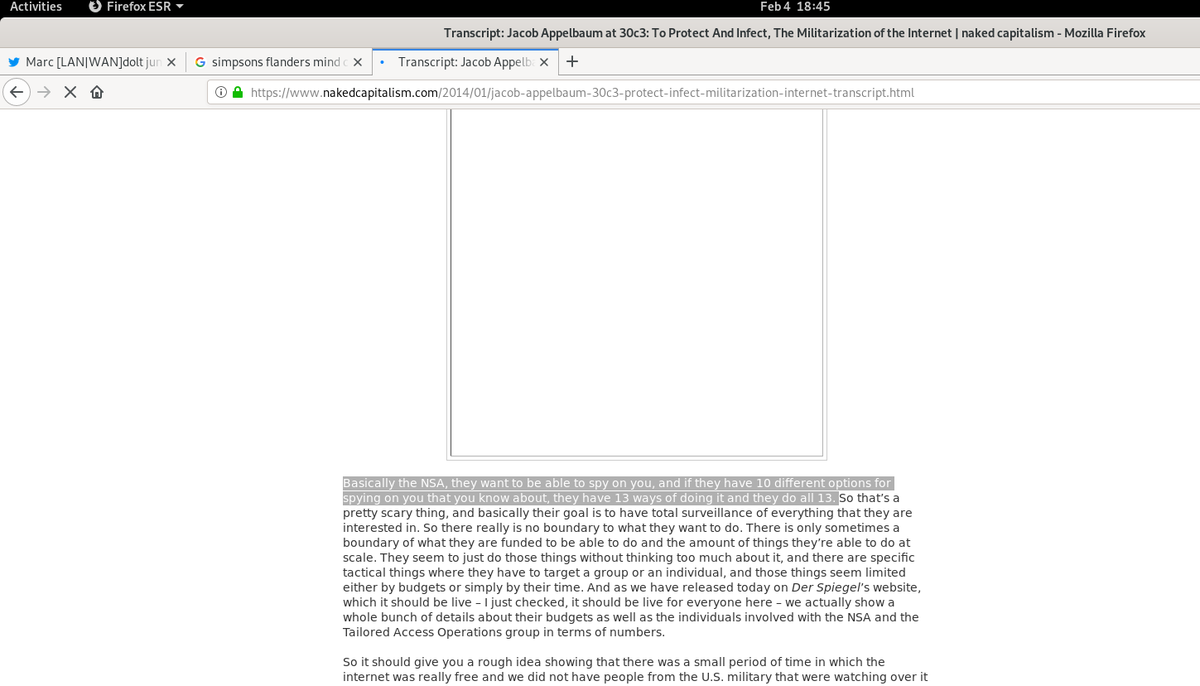 Activities Firefox ESR Feb 4 18:45
Transcript: Jacob Appelbaum at 30c3: To Protect And Infect, The Militarization of the Internet | naked capitalism - Mozilla Firefox
Marc [LAN|WAN]dolt jun simpsons flanders mind Transcript: Jacob Appelb
https://www.nakedcapitalism.com/2014/01/jacob-appelbaum-30c3-protect-infect-militarization-internet-transcript.html
Basically the NSA, they want to be able to spy on you, and if they have 10 different options for
spying on you that you know about, they have 13 ways of doing it and they do all 13. So that’s a
pretty scary thing, and basically their goal is to have total surveillance of everything that they are
interested in. So there really is no boundary to what they want to do. There is only sometimes a
boundary of what they are funded to be able to do and the amount of things they’re able to do at
scale. They seem to just do those things without thinking too much about it, and there are specific
tactical things where they have to target a group or an individual, and those things seem limited
either by budgets or simply by their time. And as we have released today on Der Spiegel’s website,
which it should be live – I just checked, it should be live for everyone here – we actually show a
whole bunch of details about their budgets as well as the individuals involved with the NSA and the
Tailored Access Operations group in terms of numbers.
So it should give you a rough idea showing that there was a small period of time in which the
internet was really free and we did not have people from the U.S. military that were watching over it